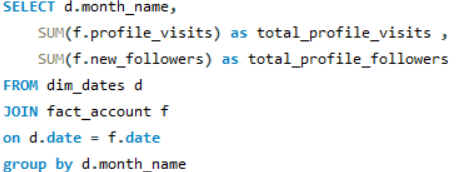 SELECT d.month_name,
SUM(f.profile_visits) as total_profile_visits ,
SUM(f.new_followers) as total_profile_followers
FROM dim_dates d
JOIN fact_account f
on d.date = f.date
group by d.month_name